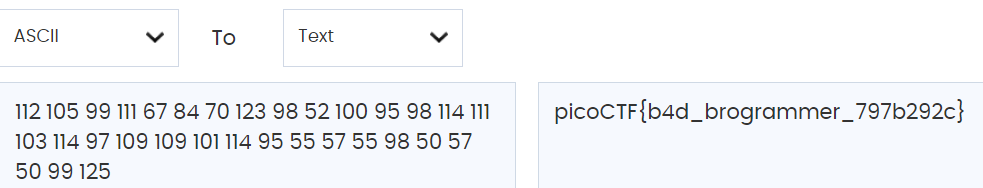 ASCII To Text
112 105 99 111 67 84 70 123 98 52 100 95 98 114 111
103 114 97 109 109 101 114 95 55 57 55 98 50 57
50 99 125
picoCTF{b4d_brogrammer_797b292c}